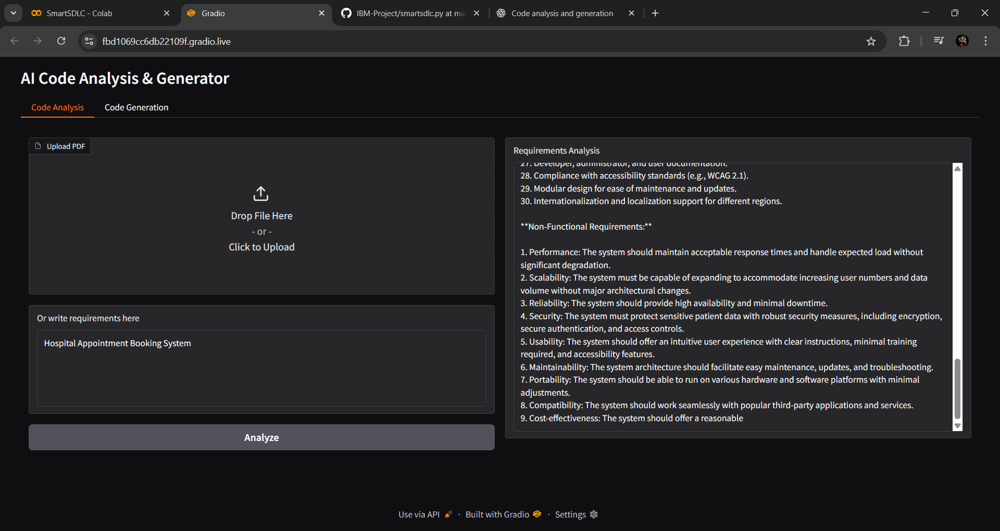 SmartSDLC - Colab
Gradio
IBM-Project/smartsdlc.py at ma
Code analysis and generation
fbd1069cc6db22109f.gradio.live
AI Code Analysis & Generator
Code Analysis
Code Generation
Upload PDF
Drop File Here
- or -
Click to Upload
Or write requirements here
Hospital Appointment Booking System
Analyze
Requirements Analysis
27. Developer, administrator, and user documentation.
28. Compliance with accessibility standards (e.g., WCAG 2.1).
29. Modular design for ease of maintenance and updates.
30. Internationalization and localization support for different regions.
**Non-Functional Requirements:**
1. Performance: The system should maintain acceptable response times and handle expected load without
significant degradation.
2. Scalability: The system must be capable of expanding to accommodate increasing user numbers and data
volume without major architectural changes.
3. Reliability: The system should provide high availability and minimal downtime.
4. Security: The system must protect sensitive patient data with robust security measures, including encryption,
secure authentication, and access controls.
5. Usability: The system should offer an intuitive user experience with clear instructions, minimal training
required, and accessibility features.
6. Maintainability: The system architecture should facilitate easy maintenance, updates, and troubleshooting.
7. Portability: The system should be able to run on various hardware and software platforms with minimal
adjustments.
8. Compatibility: The system should work seamlessly with popular third-party applications and services.
9. Cost-effectiveness: The system should offer a reasonable
Use via API · Built with Gradio · Settings